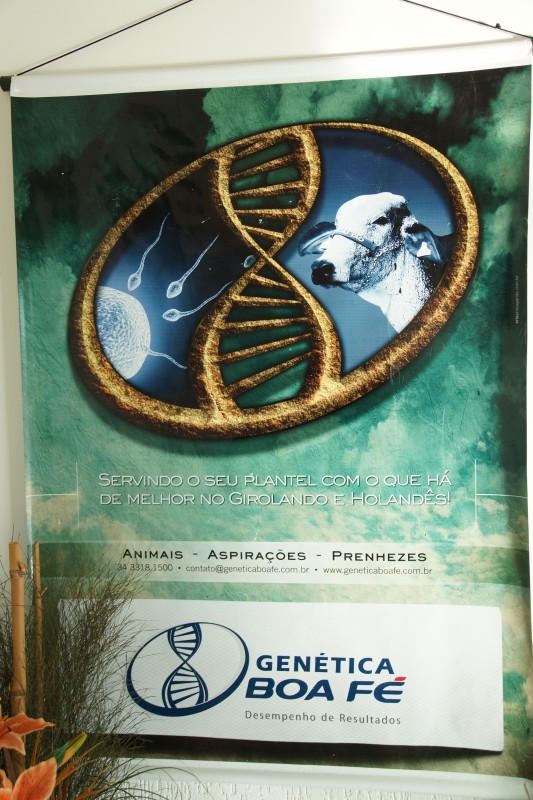 SERVINDO O SEU PLANTEL COM O QUE HÁ
DE MELHOR NO GIROLANDO E HOLANDÊS!
ANIMAIS - ASPIRAÇÕES - PRENHEZES
34 3318.1500 • contato@geneticaboafe.com.br • www.geneticaboafe.com.br
GENÉTICA
BOA FÉ
Desempenho de Resultados